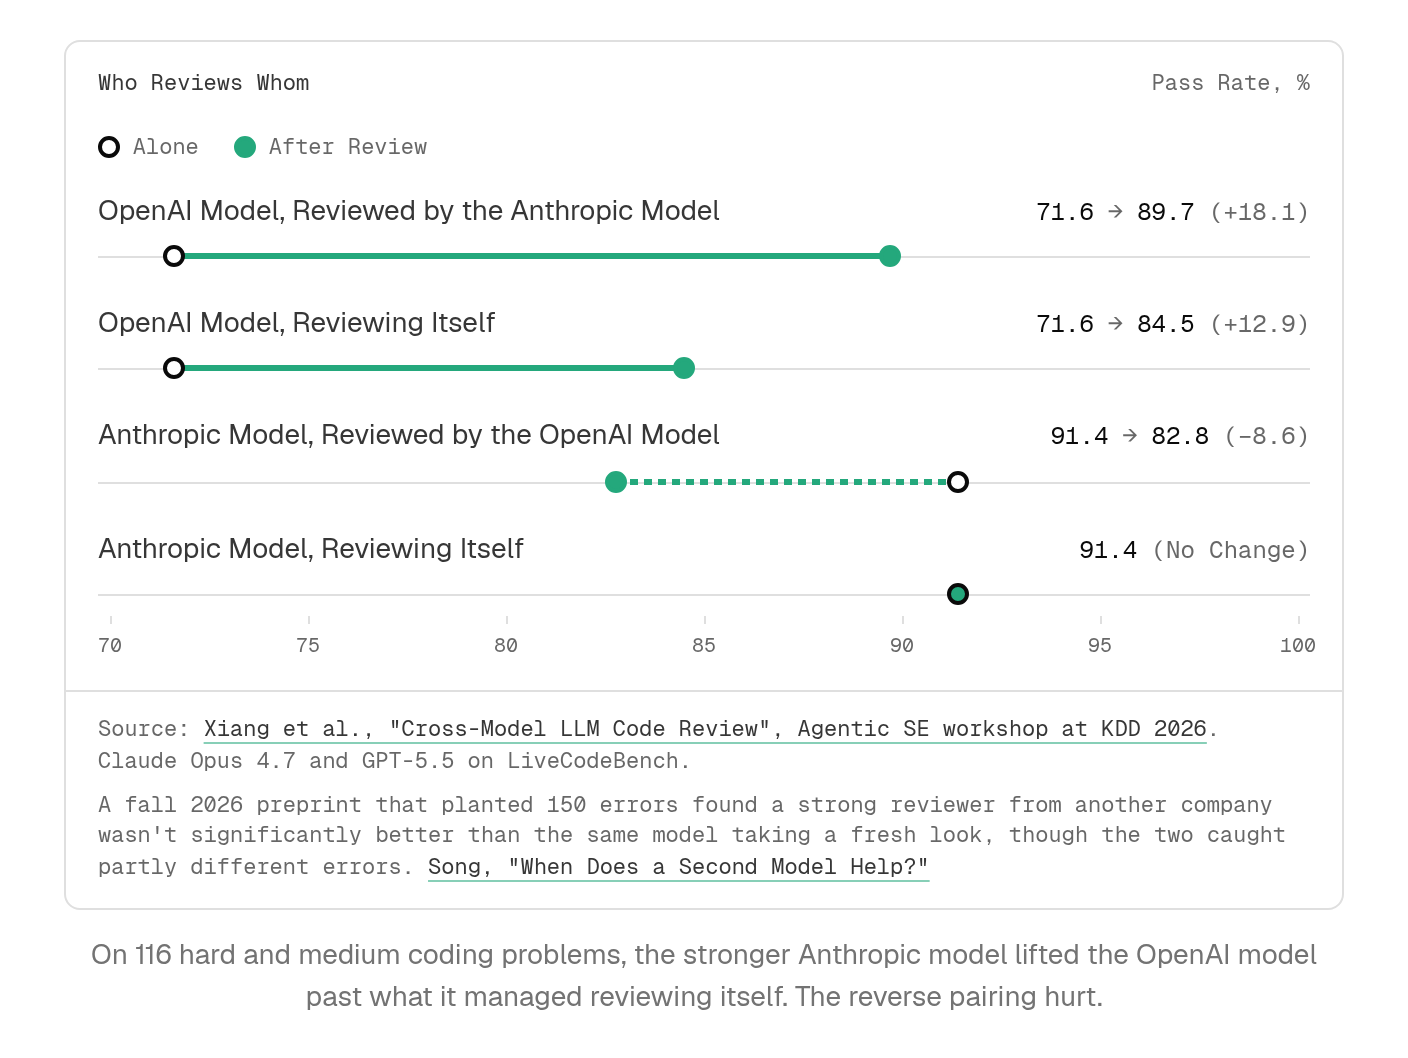 Who Reviews Whom
Pass Rate, %
Alone
After Review
OpenAI Model, Reviewed by the Anthropic Model
71.6 → 89.7 (+18.1)
OpenAI Model, Reviewing Itself
71.6 → 84.5 (+12.9)
Anthropic Model, Reviewed by the OpenAI Model
91.4 → 82.8 (−8.6)
Anthropic Model, Reviewing Itself
91.4 (No Change)
70 75 80 85 90 95 100
Source: Xiang et al., "Cross-Model LLM Code Review", Agentic SE workshop at KDD 2026.
Claude Opus 4.7 and GPT-5.5 on LiveCodeBench.
A fall 2026 preprint that planted 150 errors found a strong reviewer from another company
wasn't significantly better than the same model taking a fresh look, though the two caught
partly different errors. Song, "When Does a Second Model Help?"
On 116 hard and medium coding problems, the stronger Anthropic model lifted the OpenAI model
past what it managed reviewing itself. The reverse pairing hurt.